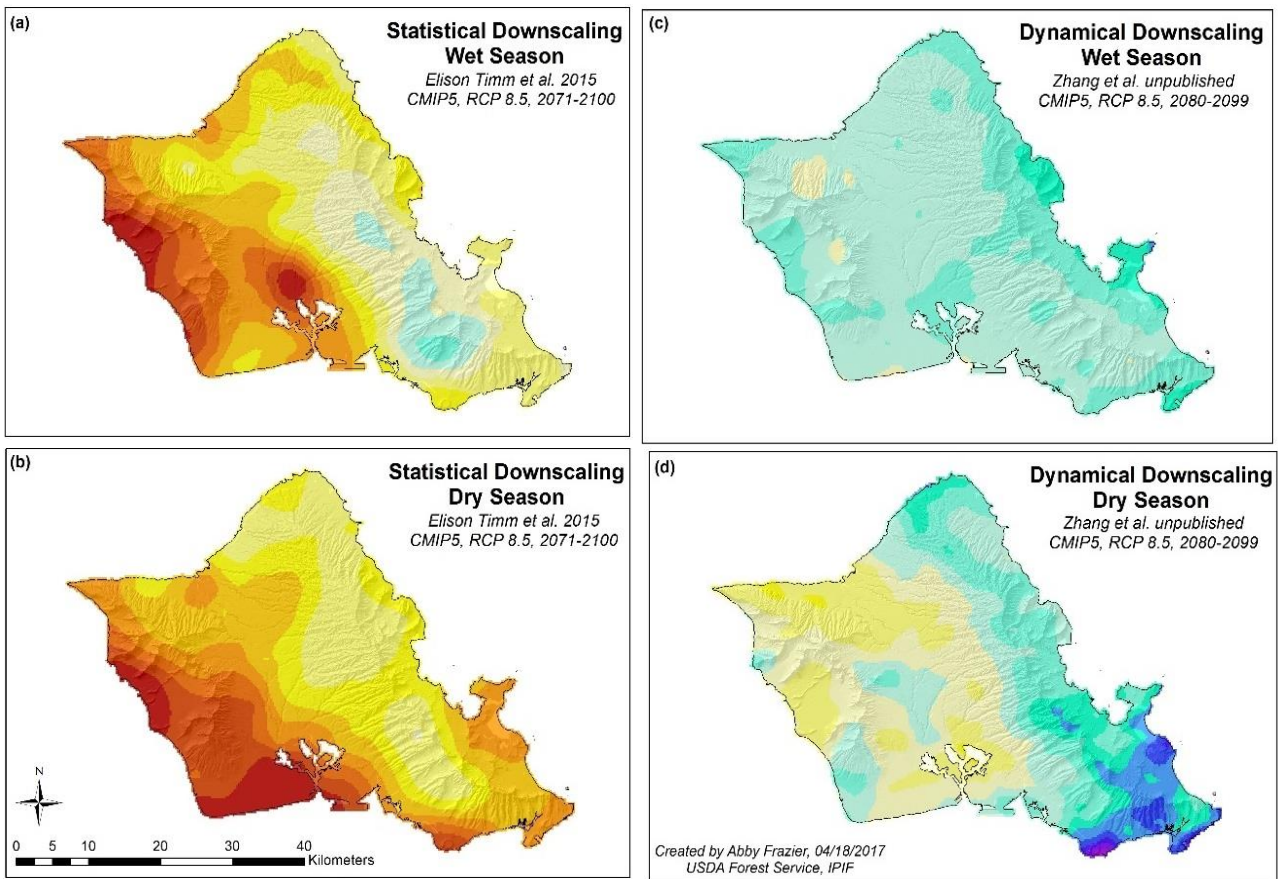 (a)
Statistical Downscaling
Wet Season
Elison Timm et al. 2015
CMIP5, RCP 8.5, 2071-2100
(c)
Dynamical Downscaling
Wet Season
Zhang et al. unpublished
CMIP5, RCP 8.5, 2080-2099
(b)
Statistical Downscaling
Dry Season
Elison Timm et al. 2015
CMIP5, RCP 8.5, 2071-2100
N
0 5 10 20 30 40
Kilometers
(d)
Dynamical Downscaling
Dry Season
Zhang et al. unpublished
CMIP5, RCP 8.5, 2080-2099
Created by Abby Frazier, 04/18/2017
USDA Forest Service, IPIF